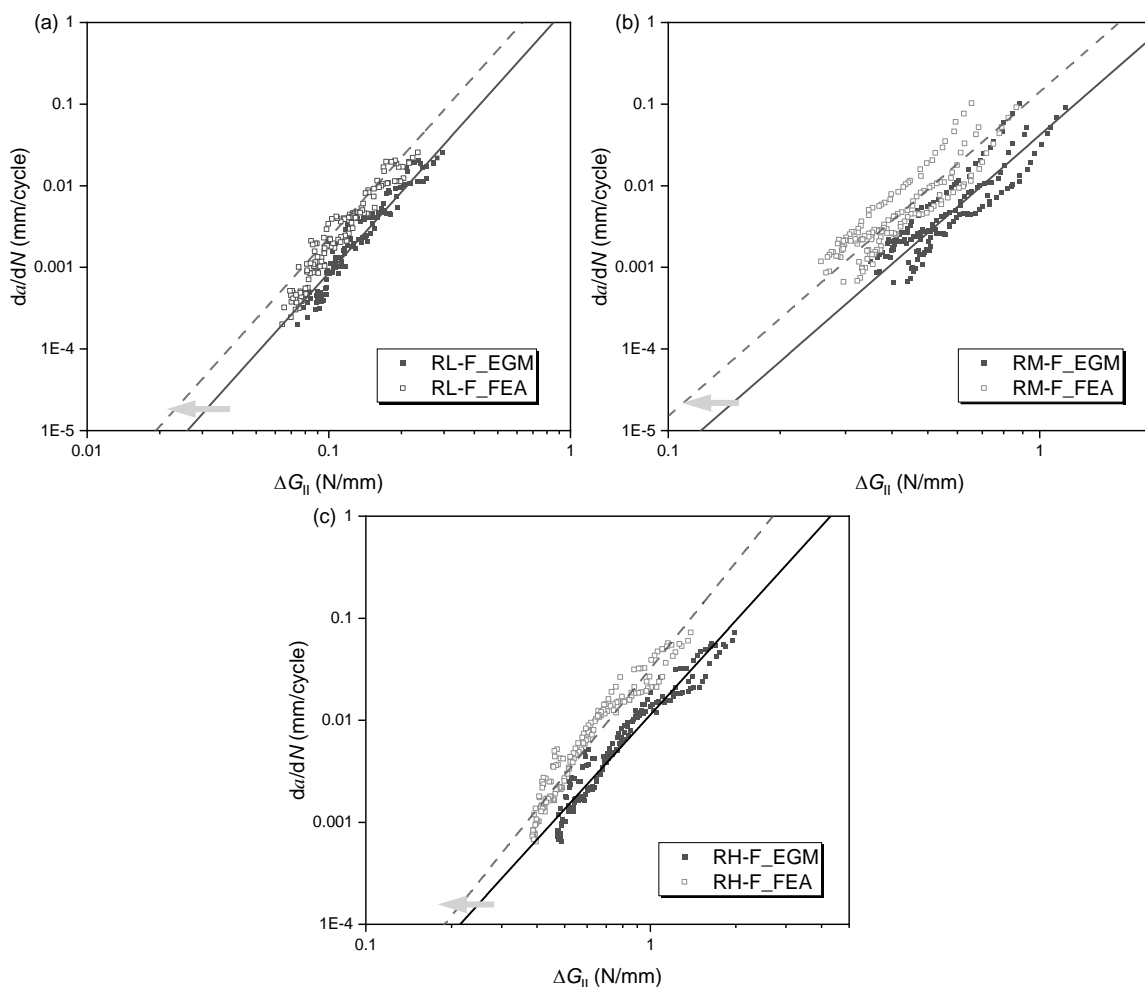 (a)
1
0.1
0.01
0.001
1E-4
1E-5
da/dN (mm/cycle)
0.01
0.1
1
ΔG_II (N/mm)
RL-F_EGM
RL-F_FEA
(b)
1
0.1
0.01
0.001
1E-4
1E-5
da/dN (mm/cycle)
0.1
1
ΔG_II (N/mm)
RM-F_EGM
RM-F_FEA
(c)
1
0.1
0.01
0.001
1E-4
da/dN (mm/cycle)
0.1
1
ΔG_II (N/mm)
RH-F_EGM
RH-F_FEA